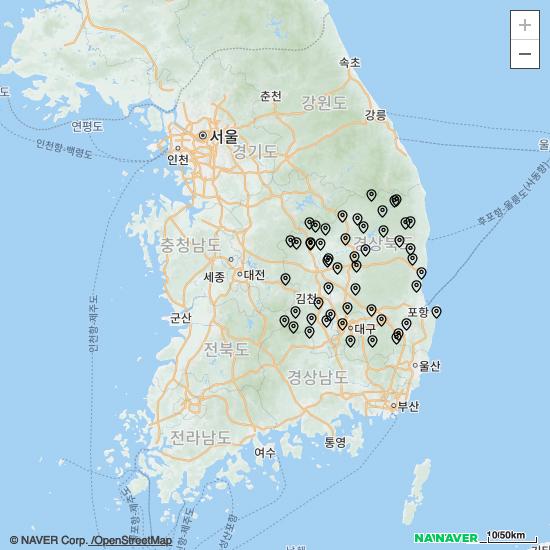 +
−
속초
춘천
강원도
강릉
도
연평도
서울
인천
경기도
인천항-백령도
울
후포항-울릉도(사동항)
충청남도
경상북
세종
대전
김천
포항
군산
인천항-제주도
대구
전라북도
경상남도
울산
부산
전라남도
통영
여수
NAVER
10/50km
© NAVER Corp. /OpenStreetMap